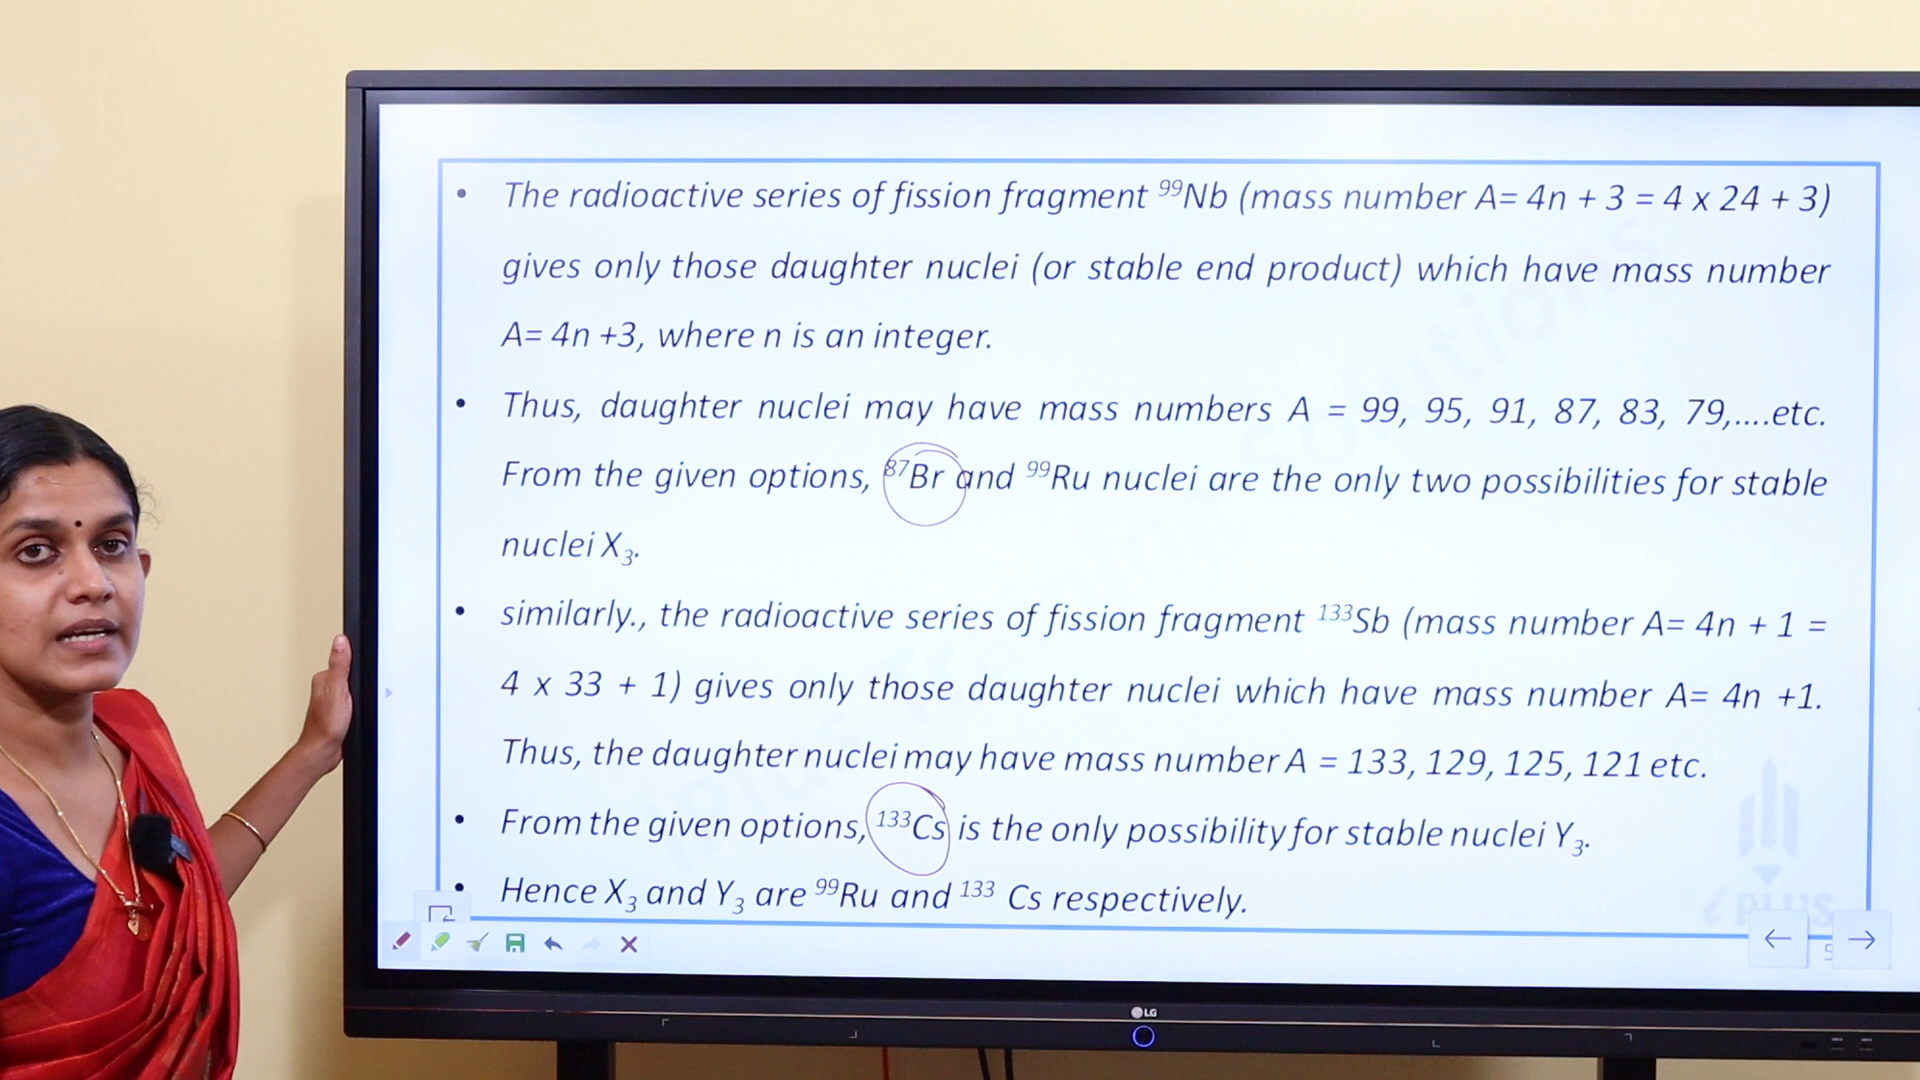 • The radioactive series of fission fragment ⁹⁹Nb (mass number A= 4n + 3 = 4 x 24 + 3)
gives only those daughter nuclei (or stable end product) which have mass number
A= 4n +3, where n is an integer.
• Thus, daughter nuclei may have mass numbers A = 99, 95, 91, 87, 83, 79,....etc.
From the given options, ⁸⁷Br and ⁹⁹Ru nuclei are the only two possibilities for stable
nuclei X₃.
• similarly., the radioactive series of fission fragment ¹³³Sb (mass number A= 4n + 1 =
4 x 33 + 1) gives only those daughter nuclei which have mass number A= 4n +1.
Thus, the daughter nuclei may have mass number A = 133, 129, 125, 121 etc.
• From the given options, ¹³³Cs is the only possibility for stable nuclei Y₃.
• Hence X₃ and Y₃ are ⁹⁹Ru and ¹³³ Cs respectively.
iPLUS
LG